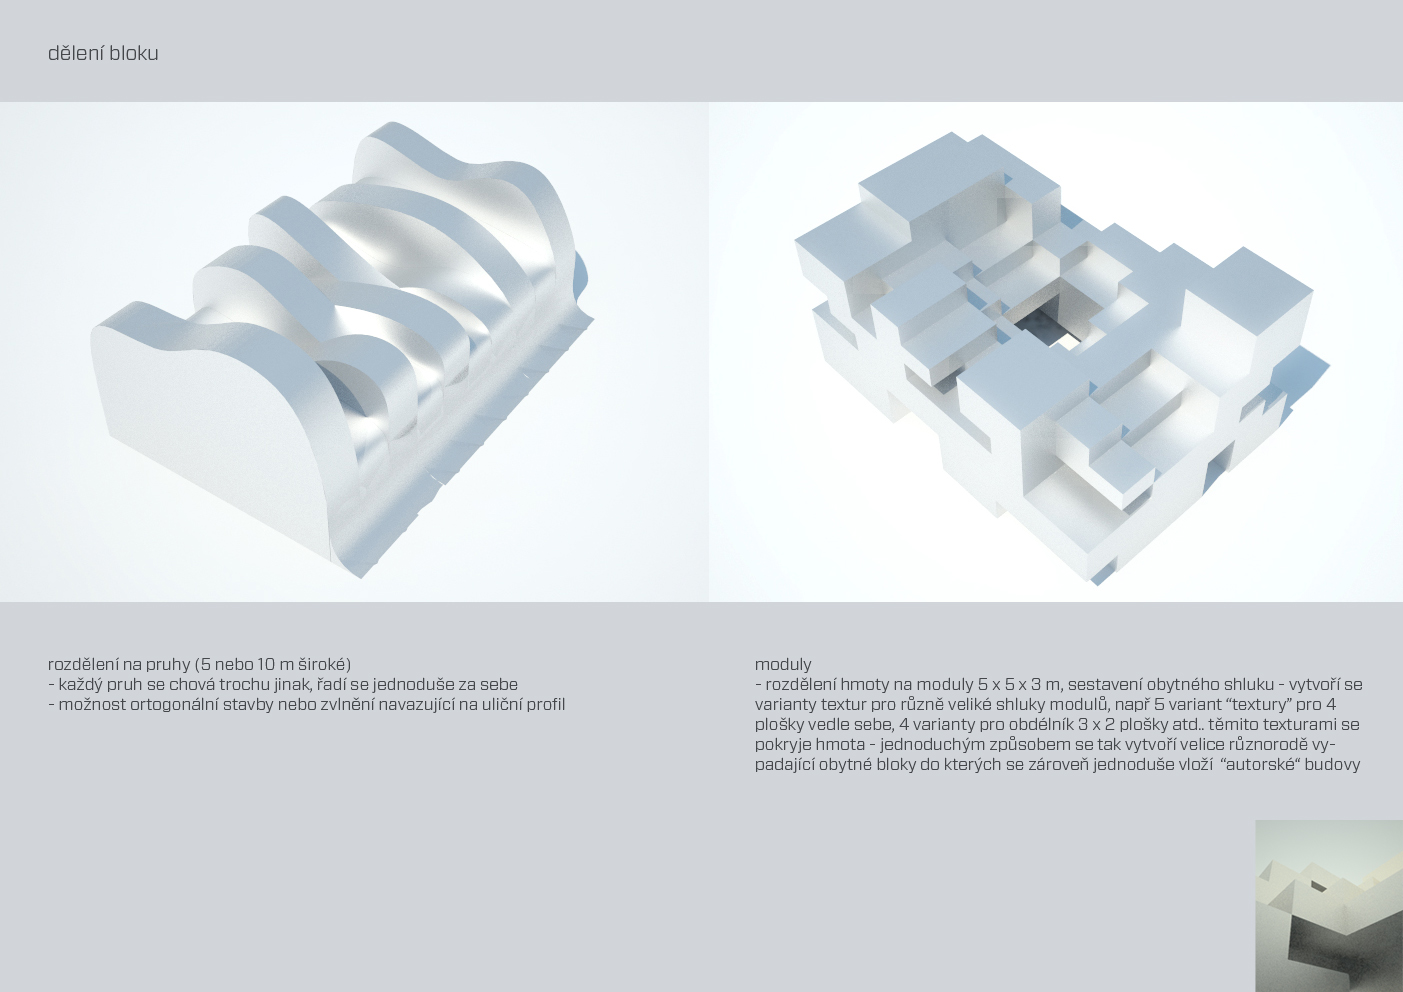 dělení bloku
rozdělení na pruhy (5 nebo 10 m široké)
- každý pruh se chová trochu jinak, řadí se jednoduše za sebe
- možnost ortogonální stavby nebo zvlnění navazující na uliční profil
moduly
- rozdělení hmoty na moduly 5 x 5 x 3 m, sestavení obytného shluku - vytvoří se
varianty textur pro různě veliké shluky modulů, např 5 variant “textury” pro 4
plošky vedle sebe, 4 varianty pro obdélník 3 x 2 plošky atd.. těmito texturami se
pokryje hmota - jednoduchým způsobem se tak vytvoří velice různorodě vy-
padající obytné bloky do kterých se zároveň jednoduše vloží “autorské“ budovy